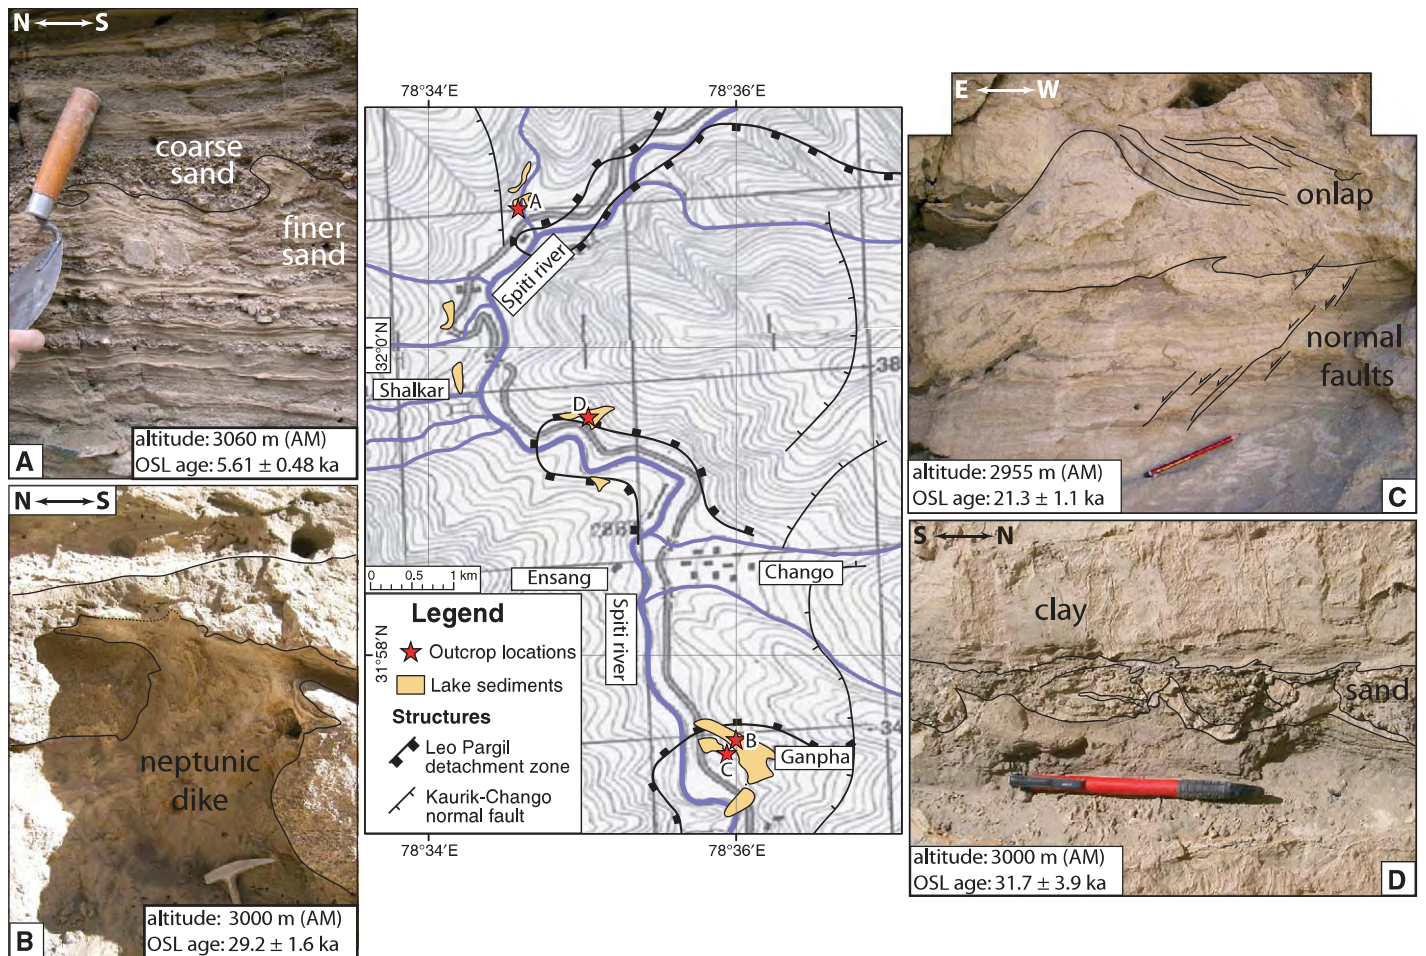 N S
coarse
sand
finer
sand
A
altitude: 3060 m (AM)
OSL age: 5.61 ± 0.48 ka
N S
neptunic
dike
B
altitude: 3000 m (AM)
OSL age: 29.2 ± 1.6 ka
78°34′E
78°36′E
A
Spiti river
32°0′N
Shalkar
38
D
Ensang
Chango
0 0.5 1 km
Spiti river
31°58′N
Legend
Outcrop locations
Lake sediments
Structures
Leo Pargil
detachment zone
Kaurik-Chango
normal fault
34
B
C
Ganpha
78°34′E
78°36′E
E W
onlap
normal
faults
altitude: 2955 m (AM)
OSL age: 21.3 ± 1.1 ka
C
S N
clay
sand
altitude: 3000 m (AM)
OSL age: 31.7 ± 3.9 ka
D